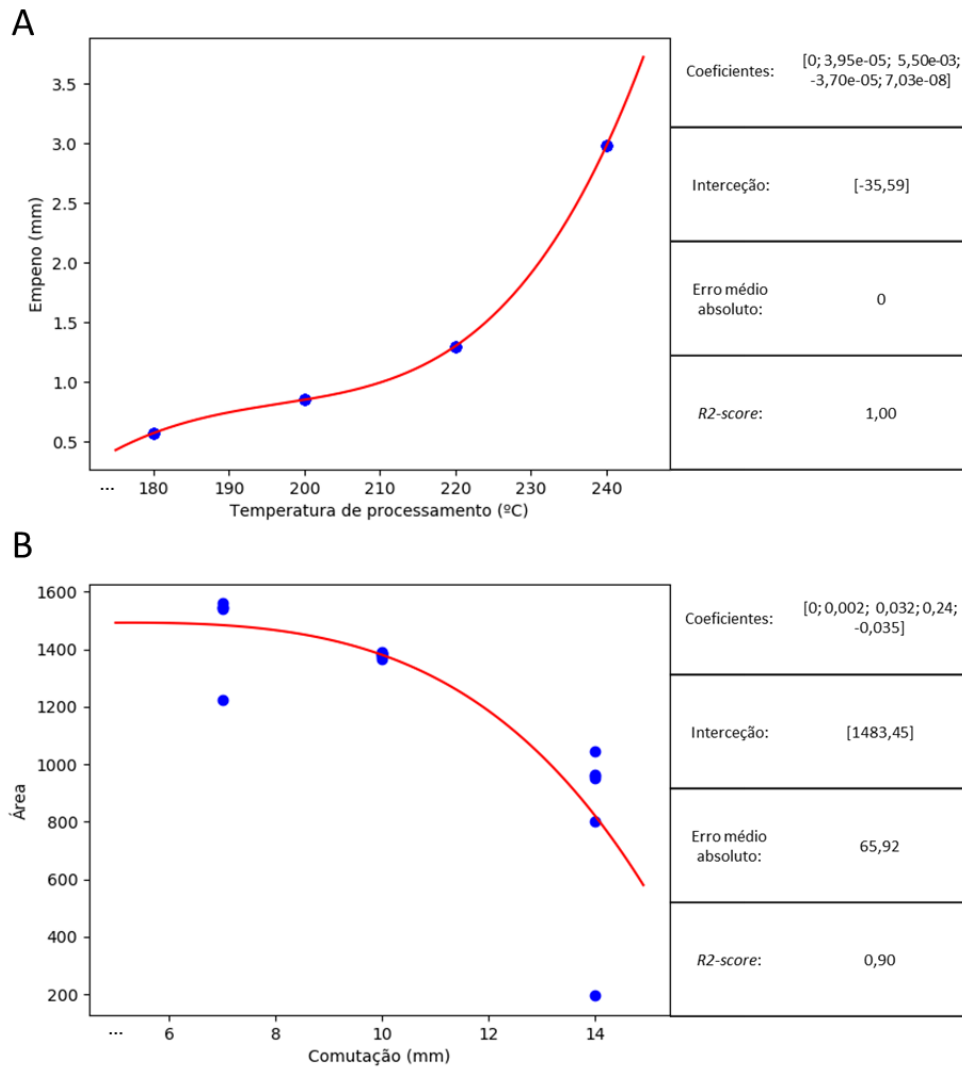 A
3.5
3.0
2.5
2.0
1.5
1.0
0.5
Empeno (mm)
... 180 190 200 210 220 230 240
Temperatura de processamento (ºC)
Coeficientes:
[0; 3,95e-05; 5,50e-03;
-3,70e-05; 7,03e-08]
Interceção:
[-35,59]
Erro médio
absoluto:
0
R2-score:
1,00
B
1600
1400
1200
1000
800
600
400
200
Área
... 6 8 10 12 14
Comutação (mm)
Coeficientes:
[0; 0,002; 0,032; 0,24;
-0,035]
Interceção:
[1483,45]
Erro médio
absoluto:
65,92
R2-score:
0,90